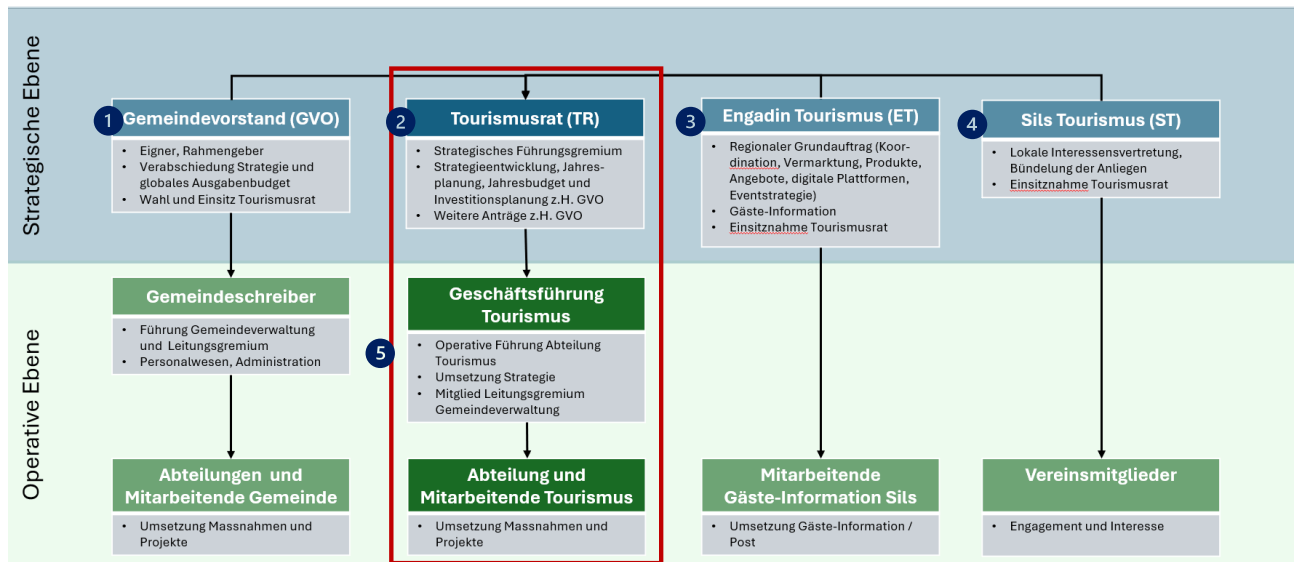 Strategische Ebene
1
Gemeindevorstand (GVO)
• Eigner, Rahmengeber
• Verabschiedung Strategie und
globales Ausgabenbudget
• Wahl und Einsitz Tourismusrat
2
Tourismusrat (TR)
• Strategisches Führungsgremium
• Strategieentwicklung, Jahres-
planung, Jahresbudget und
Investitionsplanung z.H. GVO
• Weitere Anträge z.H. GVO
3
Engadin Tourismus (ET)
• Regionaler Grundauftrag (Koor-
dination, Vermarktung, Produkte,
Angebote, digitale Plattformen,
Eventstrategie)
• Gäste-Information
• Einsitznahme Tourismusrat
4
Sils Tourismus (ST)
• Lokale Interessensvertretung,
Bündelung der Anliegen
• Einsitznahme Tourismusrat
Operative Ebene
Gemeindeschreiber
• Führung Gemeindeverwaltung
und Leitungsgremium
• Personalwesen, Administration
5
Geschäftsführung
Tourismus
• Operative Führung Abteilung
Tourismus
• Umsetzung Strategie
• Mitglied Leitungsgremium
Gemeindeverwaltung
Abteilungen und
Mitarbeitende Gemeinde
• Umsetzung Massnahmen und
Projekte
Abteilung und
Mitarbeitende Tourismus
• Umsetzung Massnahmen und
Projekte
Mitarbeitende
Gäste-Information Sils
• Umsetzung Gäste-Information /
Post
Vereinsmitglieder
• Engagement und Interesse